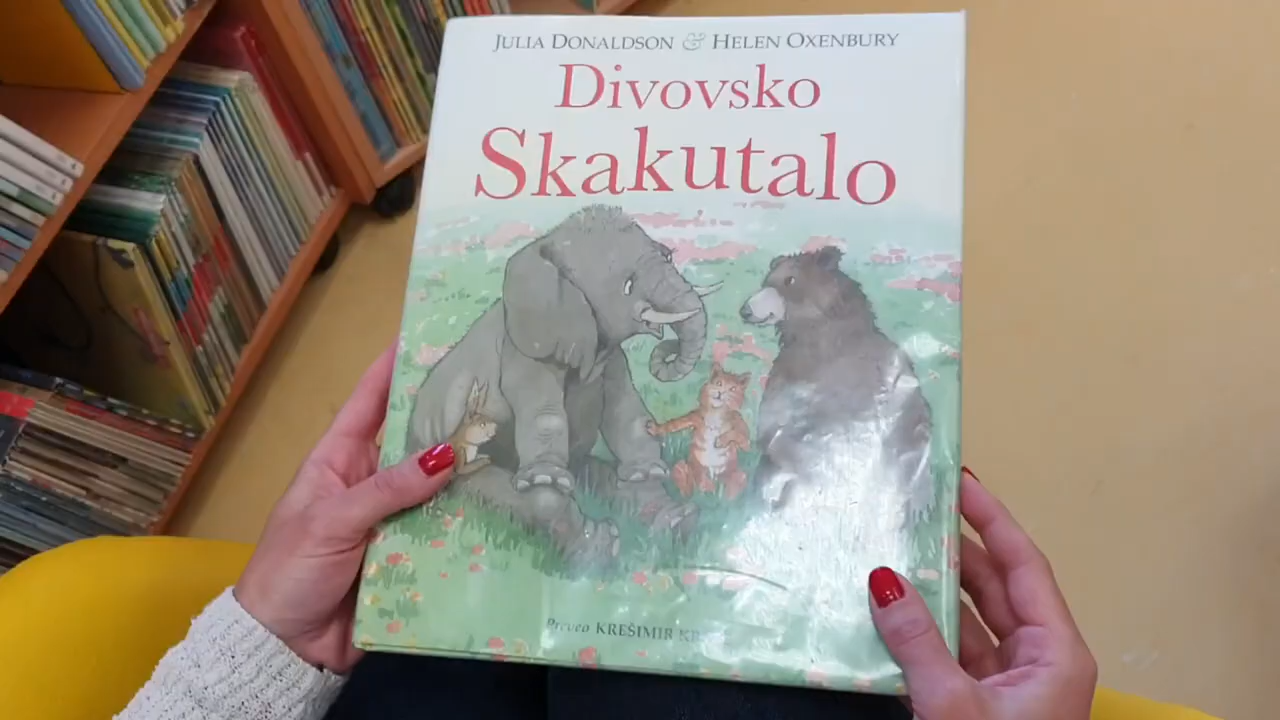 JULIA DONALDSON & HELEN OXENBURY
Divovsko
Skakutalo
Preveo KREŠIMIR